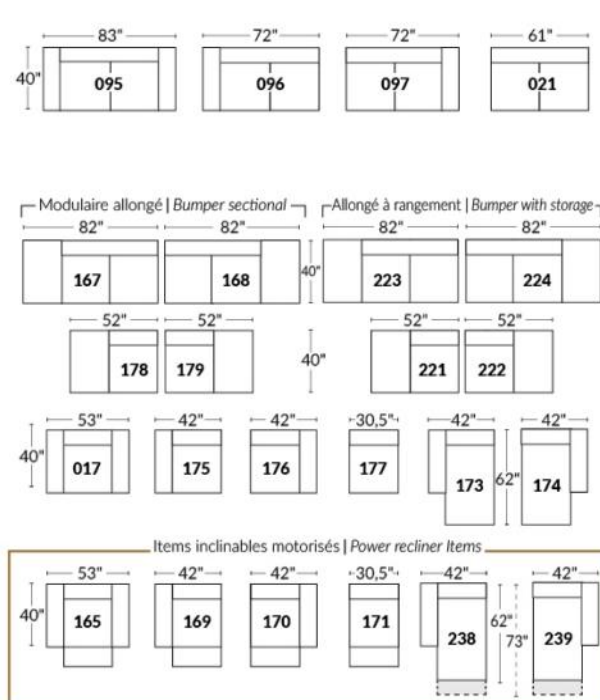 83" 72" 72" 61"
40" 095 096 097 021
Modulaire allongé | Bumper sectional Allongé à rangement | Bumper with storage
82" 82" 82" 82"
167 168 40" 223 224
52" 52" 52" 52"
178 179 40" 221 222
53" 42" 42" 30,5" 42" 42"
40" 017 175 176 177 173 62" 174
Items inclinables motorisés | Power recliner Items
53" 42" 42" 30,5" 42" 42"
40" 165 169 170 171 238 62" 73" 239